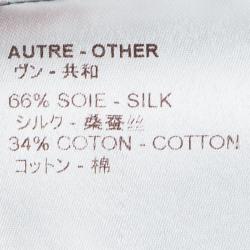 AUTRE - OTHER
ヴン - 共和
66% SOIE - SILK
シルク - 桑蚕丝
34% COTON - COTTON
コットン - 棉